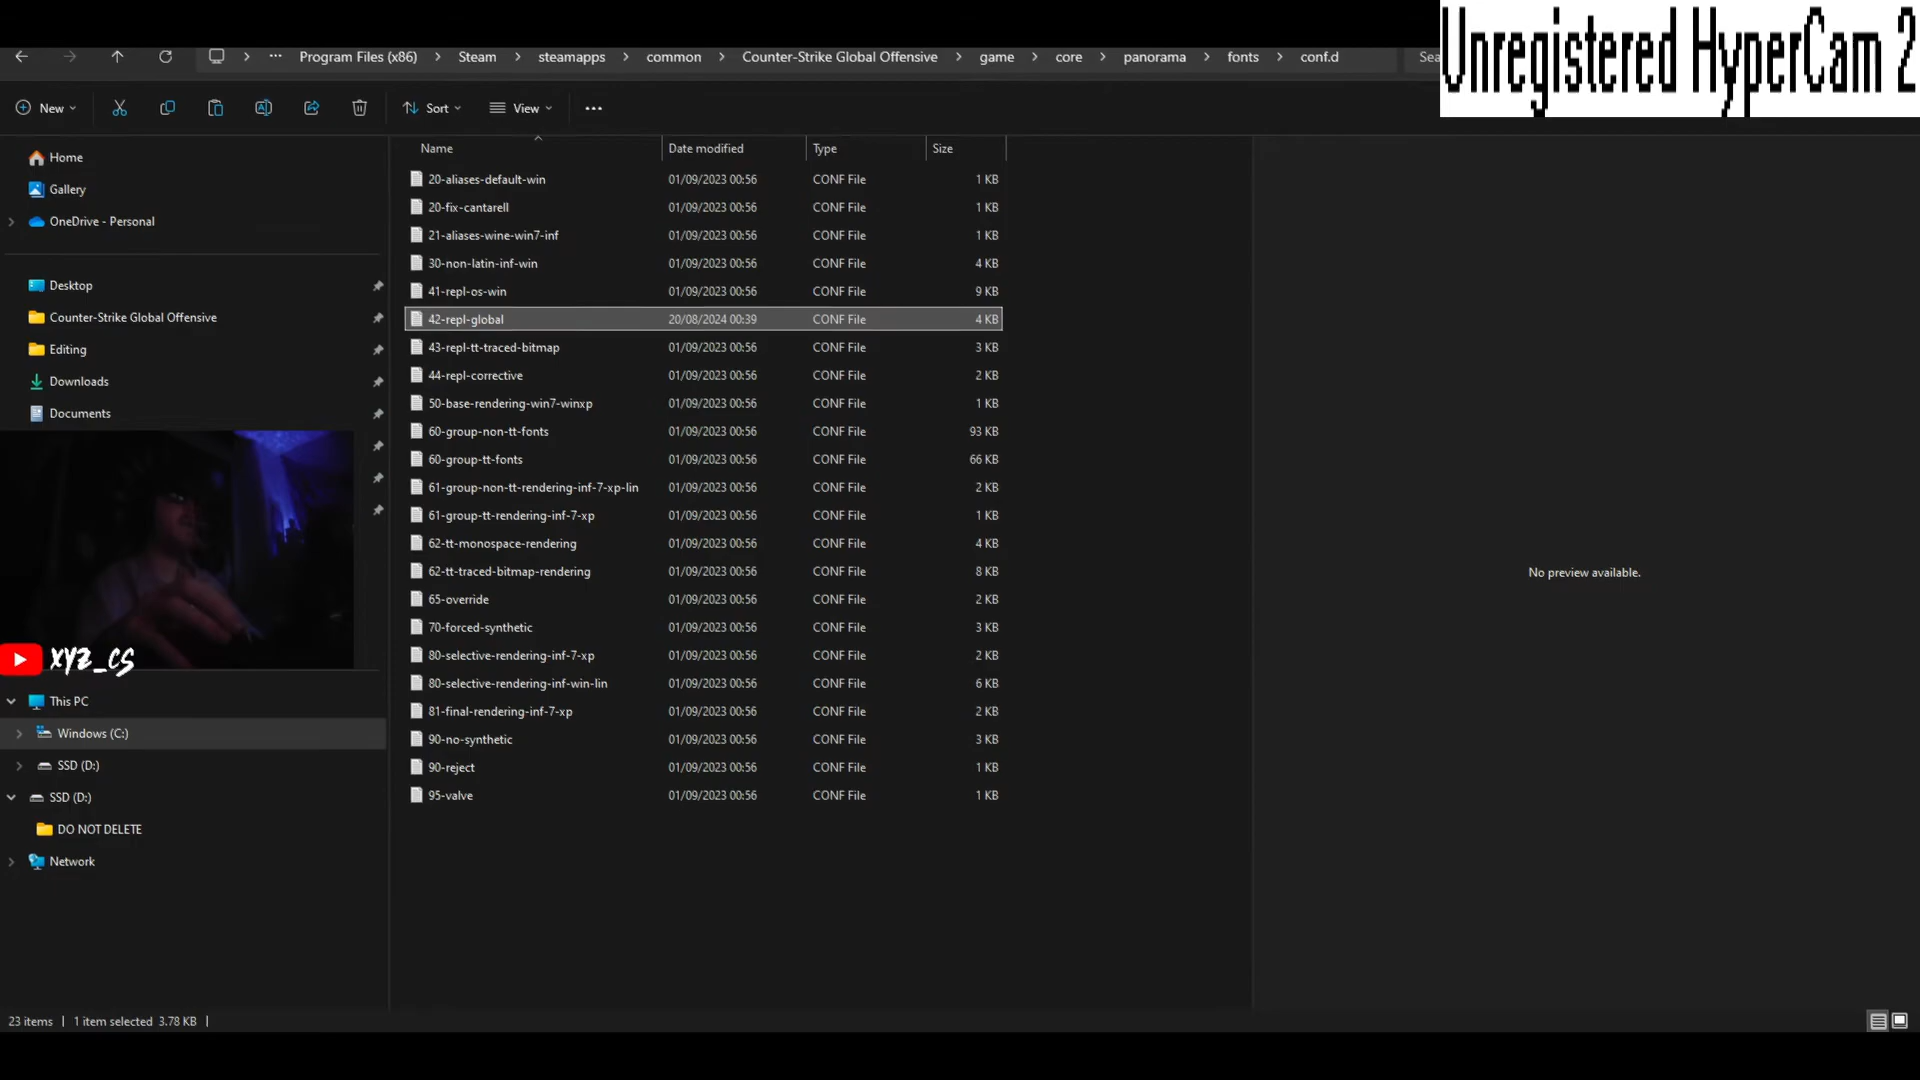 Unregistered HyperCam 2
Program Files (x86) Steam steamapps common Counter-Strike Global Offensive game core panorama fonts conf.d
New Sort View
Name Date modified Type Size
Home
Gallery
OneDrive - Personal
Desktop
Counter-Strike Global Offensive
Editing
Downloads
Documents
XYZ_CS
This PC
Windows (C:)
SSD (D:)
SSD (D:)
DO NOT DELETE
Network
20-aliases-default-win 01/09/2023 00:56 CONF File 1 KB
20-fix-cantarell 01/09/2023 00:56 CONF File 1 KB
21-aliases-wine-win7-inf 01/09/2023 00:56 CONF File 1 KB
30-non-latin-inf-win 01/09/2023 00:56 CONF File 4 KB
41-repl-os-win 01/09/2023 00:56 CONF File 9 KB
42-repl-global 20/08/2024 00:39 CONF File 4 KB
43-repl-tt-traced-bitmap 01/09/2023 00:56 CONF File 3 KB
44-repl-corrective 01/09/2023 00:56 CONF File 2 KB
50-base-rendering-win7-winxp 01/09/2023 00:56 CONF File 1 KB
60-group-non-tt-fonts 01/09/2023 00:56 CONF File 93 KB
60-group-tt-fonts 01/09/2023 00:56 CONF File 66 KB
61-group-non-tt-rendering-inf-7-xp-lin 01/09/2023 00:56 CONF File 2 KB
61-group-tt-rendering-inf-7-xp 01/09/2023 00:56 CONF File 1 KB
62-tt-monospace-rendering 01/09/2023 00:56 CONF File 4 KB
62-tt-traced-bitmap-rendering 01/09/2023 00:56 CONF File 8 KB
65-override 01/09/2023 00:56 CONF File 2 KB
70-forced-synthetic 01/09/2023 00:56 CONF File 3 KB
80-selective-rendering-inf-7-xp 01/09/2023 00:56 CONF File 2 KB
80-selective-rendering-inf-win-lin 01/09/2023 00:56 CONF File 6 KB
81-final-rendering-inf-7-xp 01/09/2023 00:56 CONF File 2 KB
90-no-synthetic 01/09/2023 00:56 CONF File 3 KB
90-reject 01/09/2023 00:56 CONF File 1 KB
95-valve 01/09/2023 00:56 CONF File 1 KB
No preview available.
23 items | 1 item selected 3.78 KB |